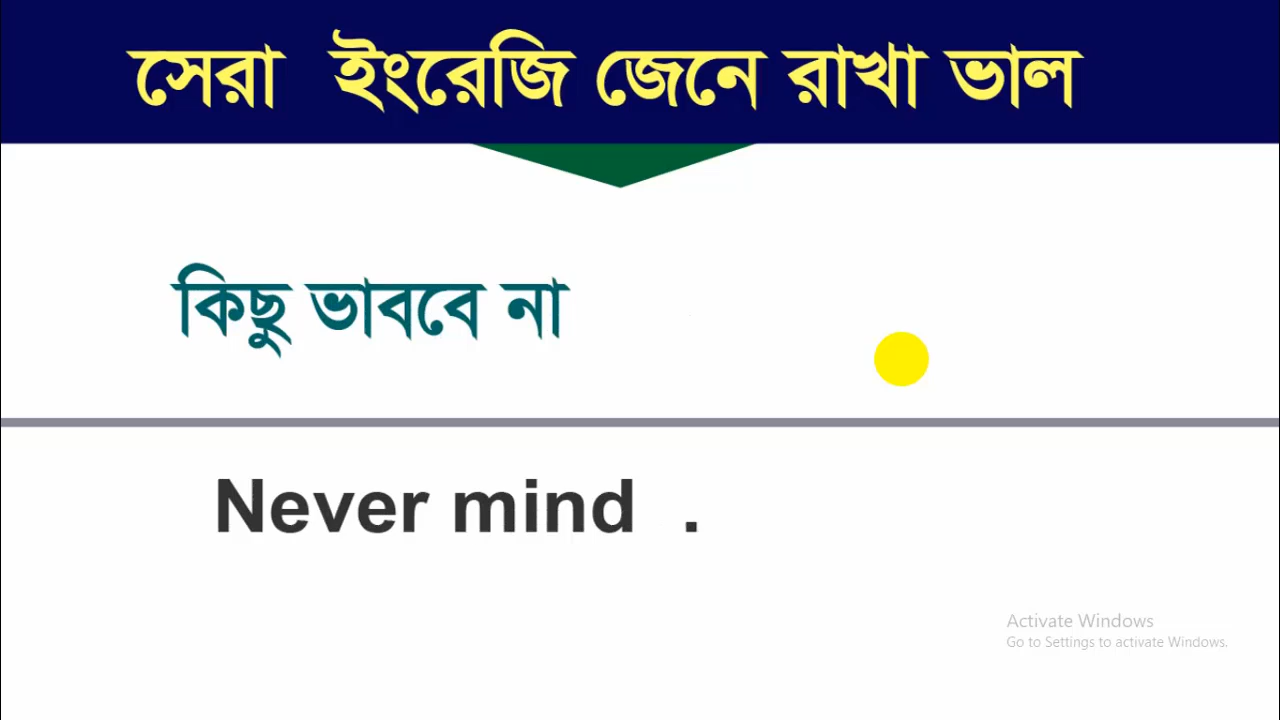 সেরা ইংরেজি জেনে রাখা ভাল
কিছু ভাববে না
Never mind .
Activate Windows
Go to Settings to activate Windows.